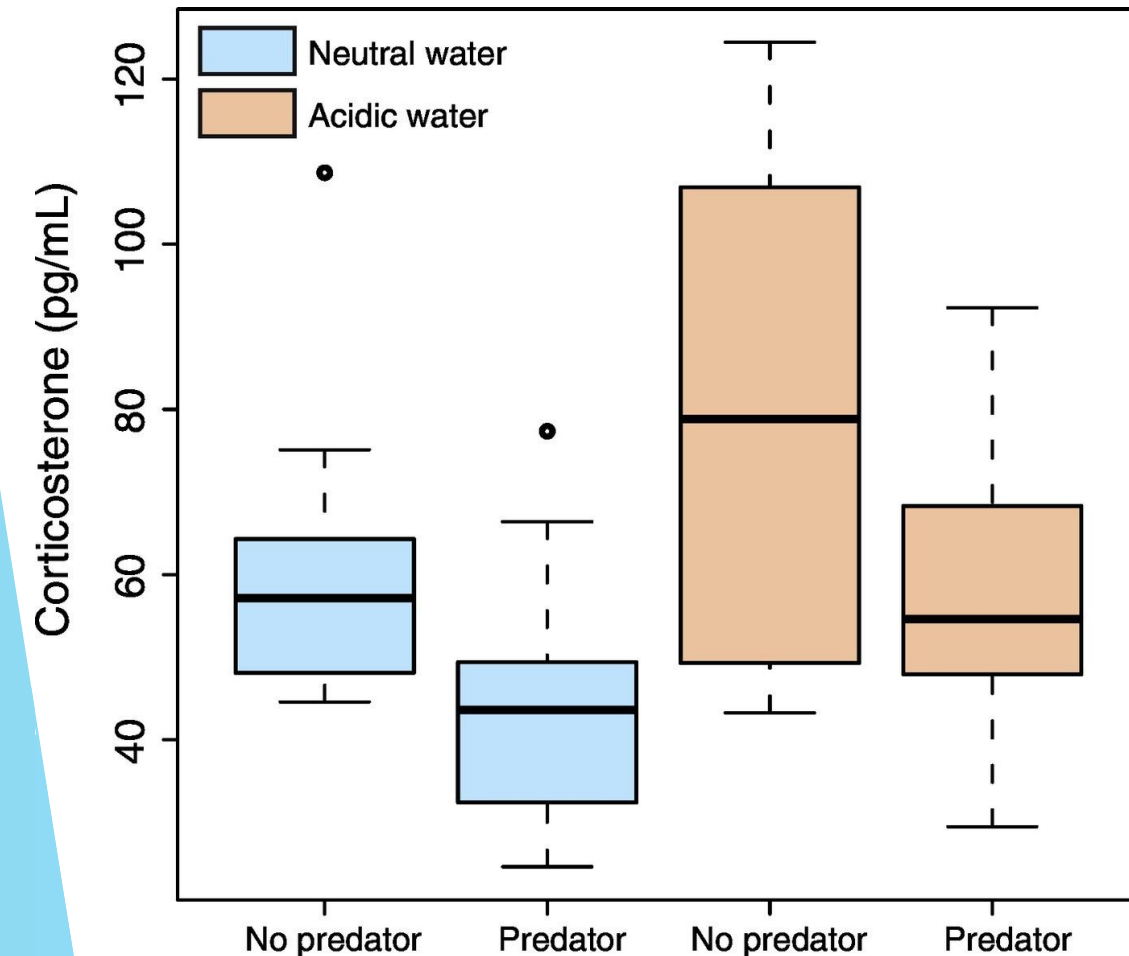 Neutral water
Acidic water
Corticosterone (pg/mL)
120
100
80
60
40
No predator
Predator
No predator
Predator